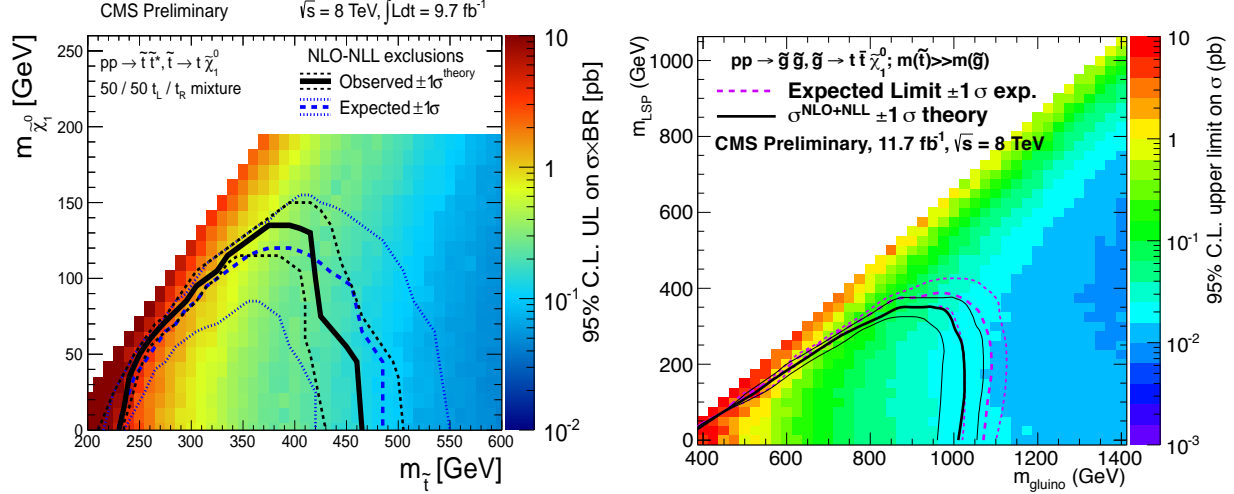 CMS Preliminary
√s = 8 TeV, ∫Ldt = 9.7 fb⁻¹
pp → t̃ t̃*, t̃ → t χ̃₁⁰
50 / 50 t_L / t_R mixture
NLO-NLL exclusions
Observed ±1σ^theory
Expected ±1σ
m_χ̃₁⁰ [GeV]
250
200
150
100
50
0
200 250 300 350 400 450 500 550 600
m_t̃ [GeV]
10
1
10⁻¹
10⁻²
95% C.L. UL on σ×BR [pb]
pp → g̃ g̃, g̃ → t t̄ χ̃₁⁰; m(t̃)>>m(g̃)
Expected Limit ±1 σ exp.
σ^NLO+NLL ±1 σ theory
CMS Preliminary, 11.7 fb⁻¹, √s = 8 TeV
m_LSP (GeV)
1000
800
600
400
200
0
400 600 800 1000 1200 1400
m_gluino (GeV)
10
1
10⁻¹
10⁻²
10⁻³
95% C.L. upper limit on σ (pb)